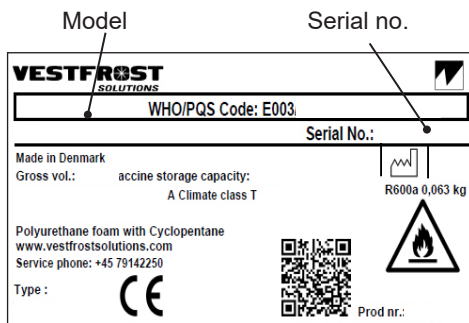 Model Serial no.
VESTFROST
SOLUTIONS
WHO/PQS Code: E003/
Serial No.:
Made in Denmark
Gross vol.: accine storage capacity:
A Climate class T
R600a 0,063 kg
Polyurethane foam with Cyclopentane
www.vestfrostsolutions.com
Service phone: +45 79142250
Type : CE
Prod nr.: